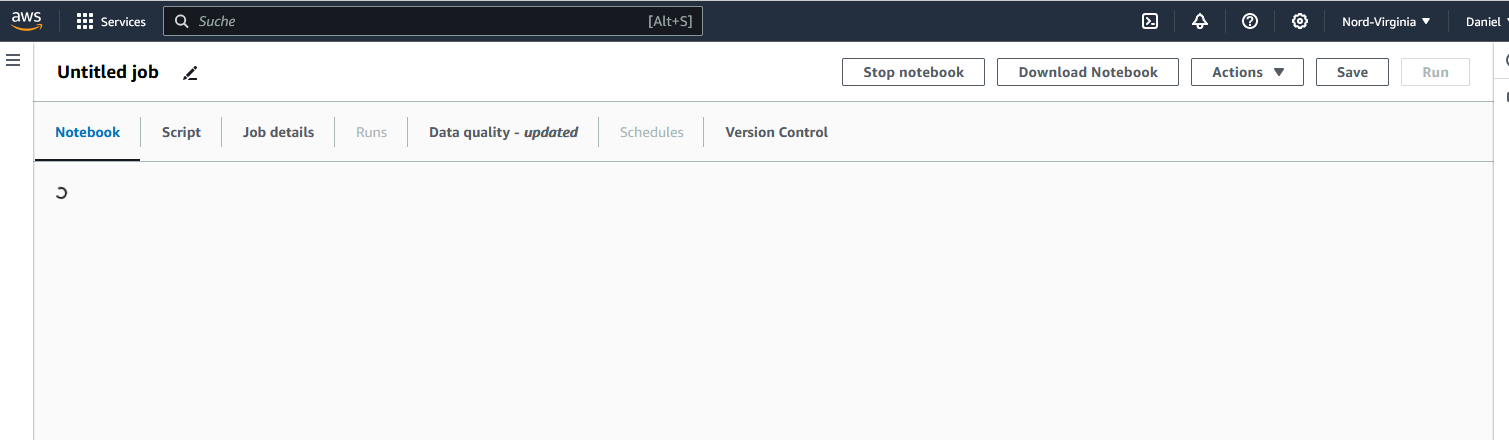 aws Services Suche [Alt+S] Nord-Virginia Daniel
Untitled job Stop notebook Download Notebook Actions Save Run
Notebook Script Job details Runs Data quality - updated Schedules Version Control